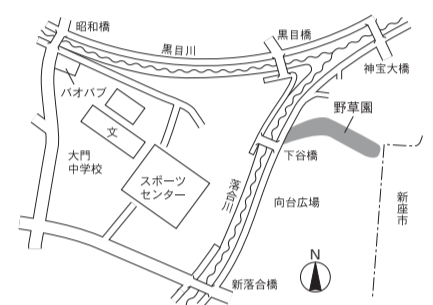 昭和橋
黒目川
黒目橋
神宝大橋
バオバブ
野草園
文
下谷橋
大門
中学校
スポーツ
センター
落合川
向台広場
新座市
新落合橋
N